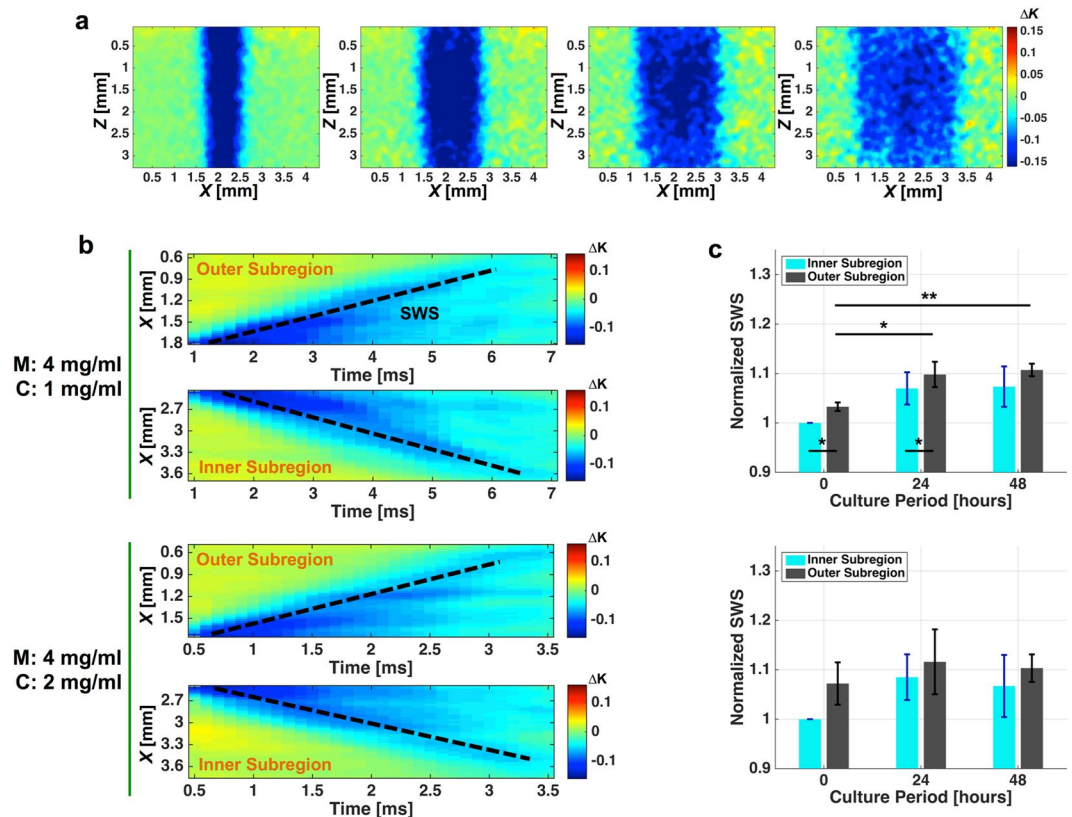 a
ΔK
0.5
1
1.5
2
2.5
3
Z [mm]
0.5 1 1.5 2 2.5 3 3.5 4
X [mm]
0.5
1
1.5
2
2.5
3
Z [mm]
0.5 1 1.5 2 2.5 3 3.5 4
X [mm]
0.5
1
1.5
2
2.5
3
Z [mm]
0.5 1 1.5 2 2.5 3 3.5 4
X [mm]
0.5
1
1.5
2
2.5
3
Z [mm]
0.5 1 1.5 2 2.5 3 3.5 4
X [mm]
0.15
0.1
0.05
0
-0.05
-0.1
-0.15
b
M: 4 mg/ml
C: 1 mg/ml
ΔK
0.6
0.9
1.2
1.5
1.8
X [mm]
Outer Subregion
SWS
0.1
0
-0.1
1 2 3 4 5 6 7
Time [ms]
ΔK
2.7
3
3.3
3.6
X [mm]
Inner Subregion
0.1
0
-0.1
1 2 3 4 5 6 7
Time [ms]
M: 4 mg/ml
C: 2 mg/ml
ΔK
0.6
0.9
1.2
1.5
X [mm]
Outer Subregion
0.1
0
-0.1
0.5 1 1.5 2 2.5 3 3.5
Time [ms]
ΔK
2.7
3
3.3
3.6
X [mm]
Inner Subregion
0.1
0
-0.1
0.5 1 1.5 2 2.5 3 3.5
Time [ms]
c
Inner Subregion
Outer Subregion
1.3
1.2
1.1
1
0.9
Normalized SWS
**
*
*
*
0 24 48
Culture Period [hours]
Inner Subregion
Outer Subregion
1.3
1.2
1.1
1
0.9
Normalized SWS
0 24 48
Culture Period [hours]